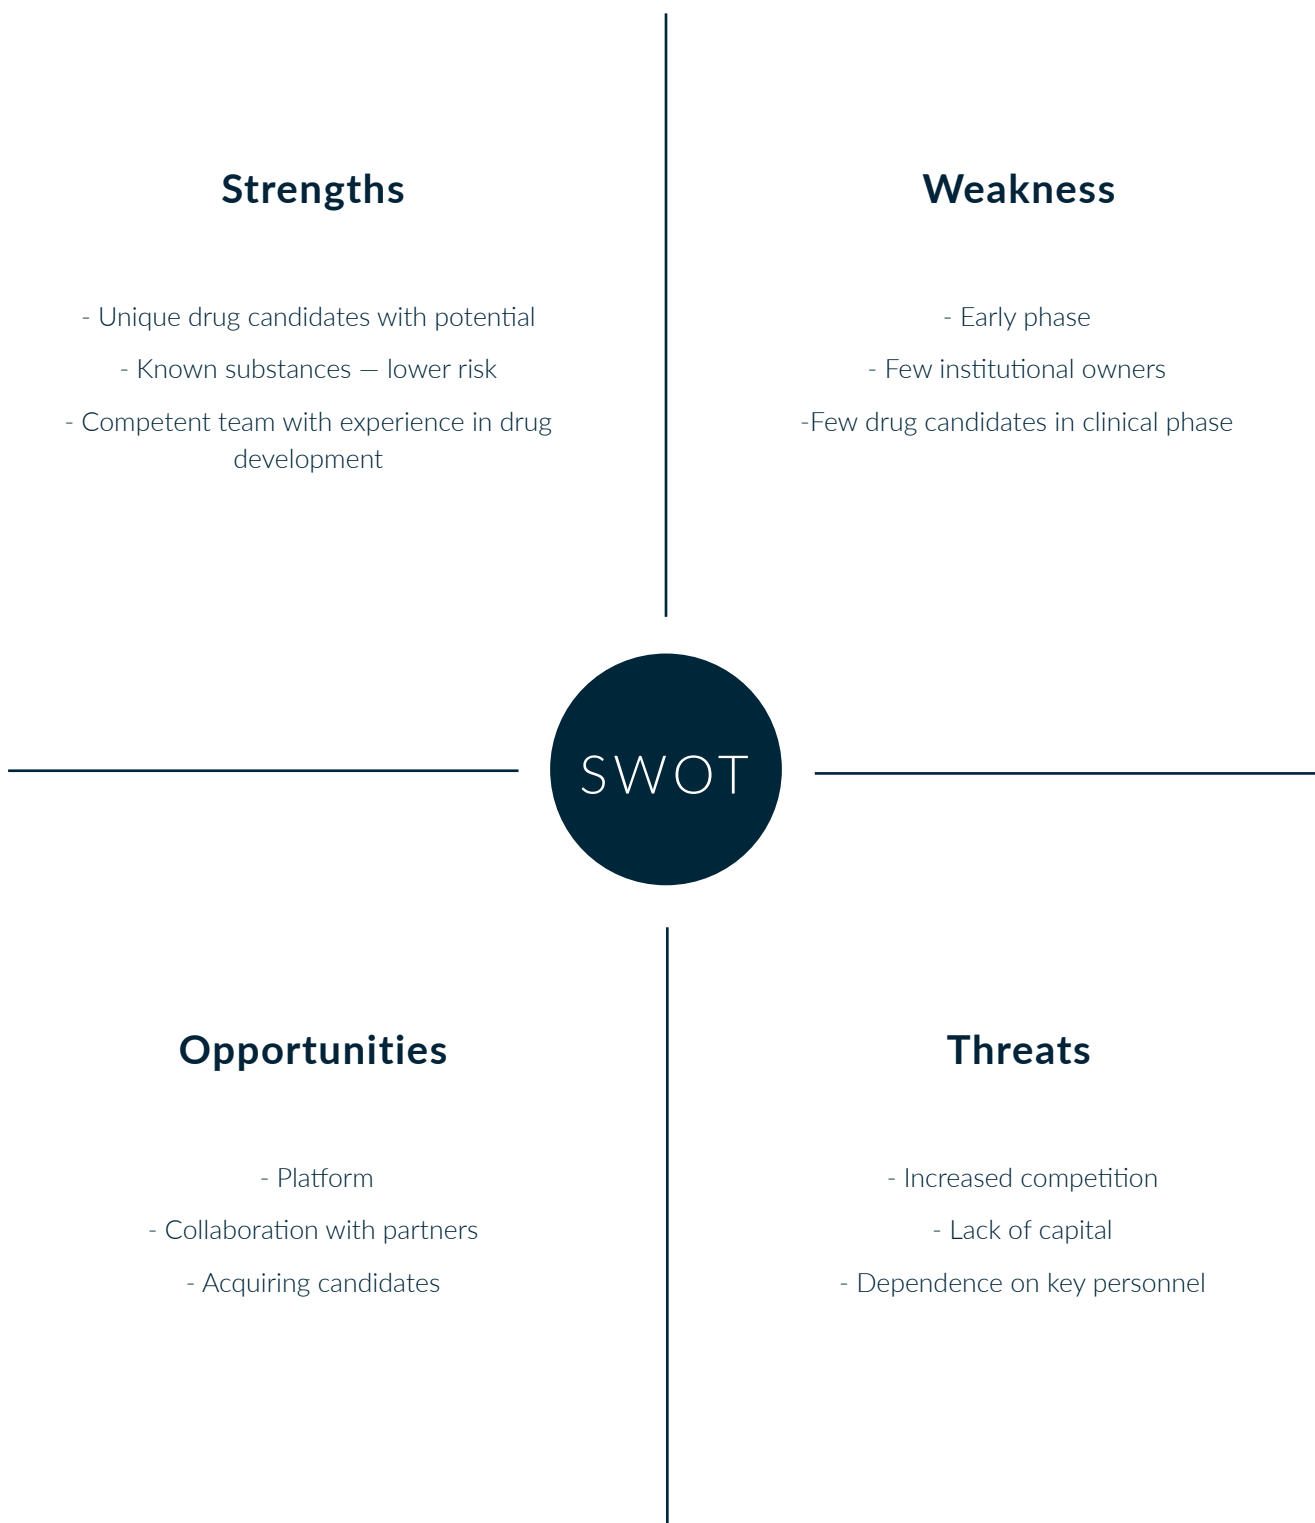 Strengths
- Unique drug candidates with potential
- Known substances — lower risk
- Competent team with experience in drug
development
Weakness
- Early phase
- Few institutional owners
-Few drug candidates in clinical phase
SWOT
Opportunities
- Platform
- Collaboration with partners
- Acquiring candidates
Threats
- Increased competition
- Lack of capital
- Dependence on key personnel